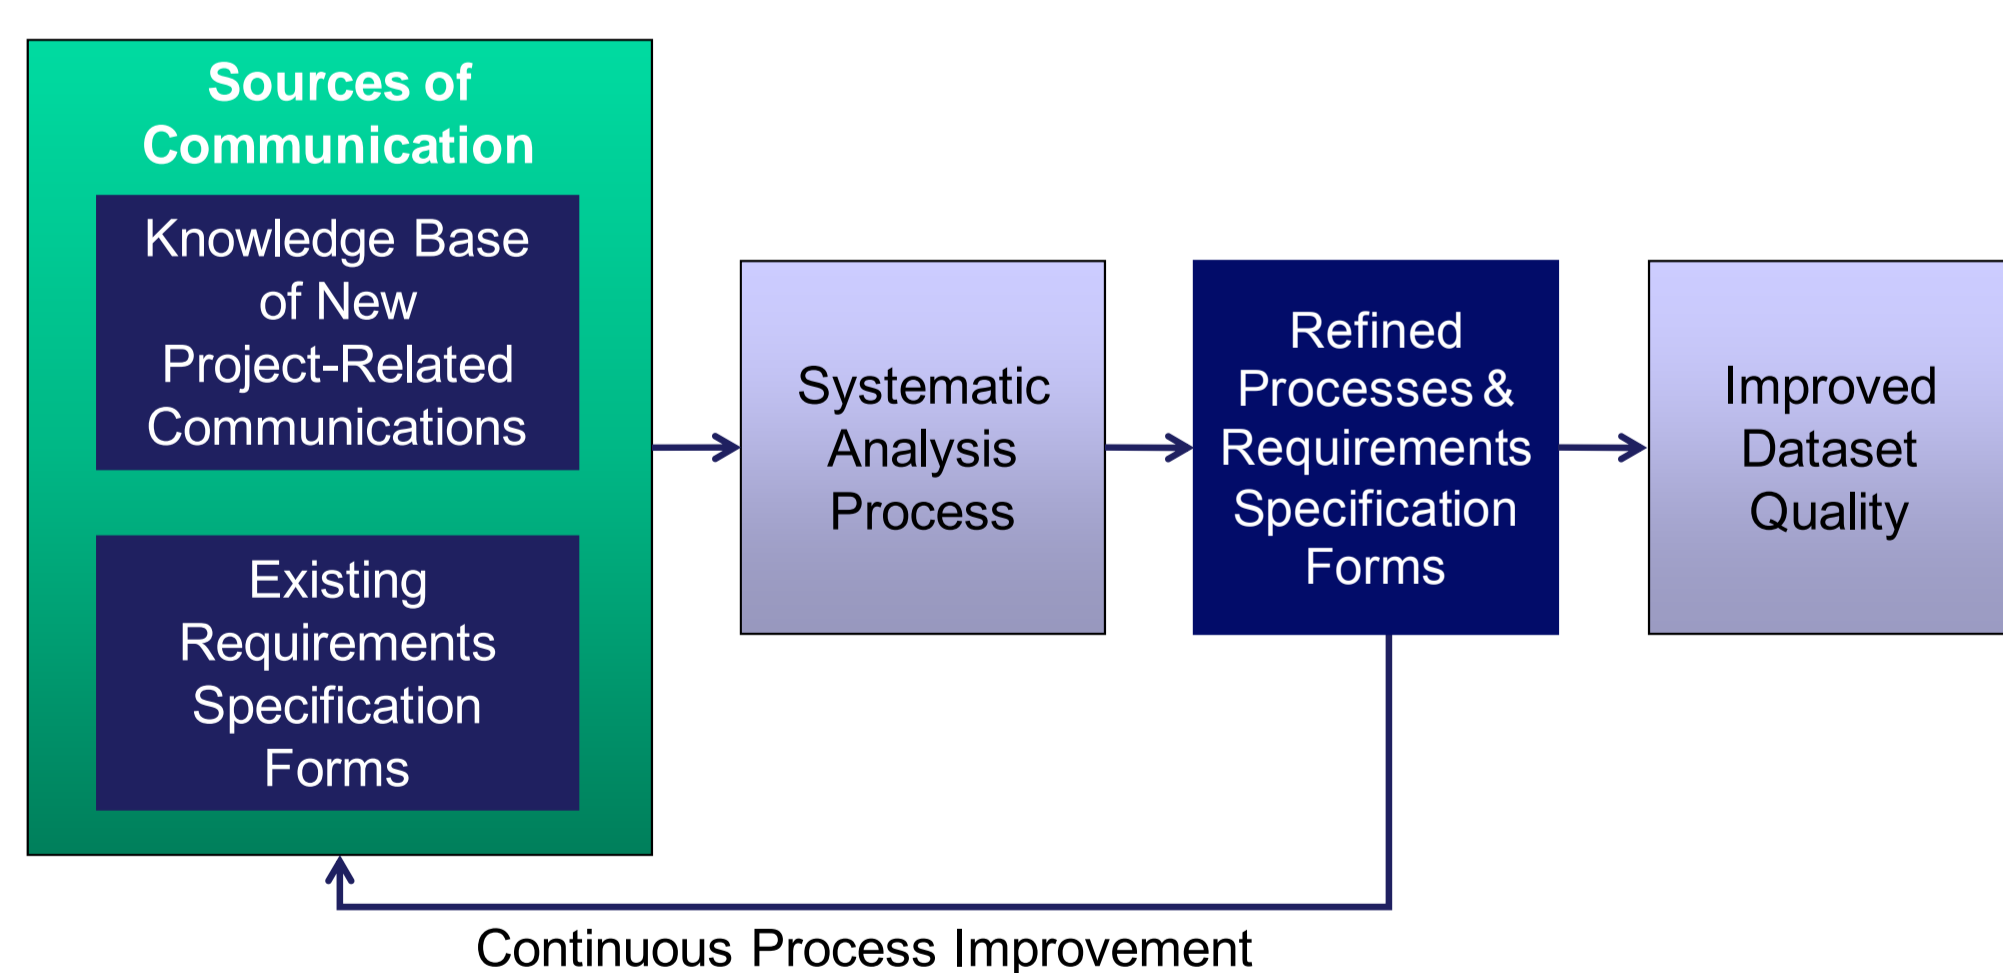 Sources of
Communication
Knowledge Base
of New
Project-Related
Communications
Existing
Requirements
Specification
Forms
Systematic
Analysis
Process
Refined
Processes &
Requirements
Specification
Forms
Improved
Dataset
Quality
Continuous Process Improvement